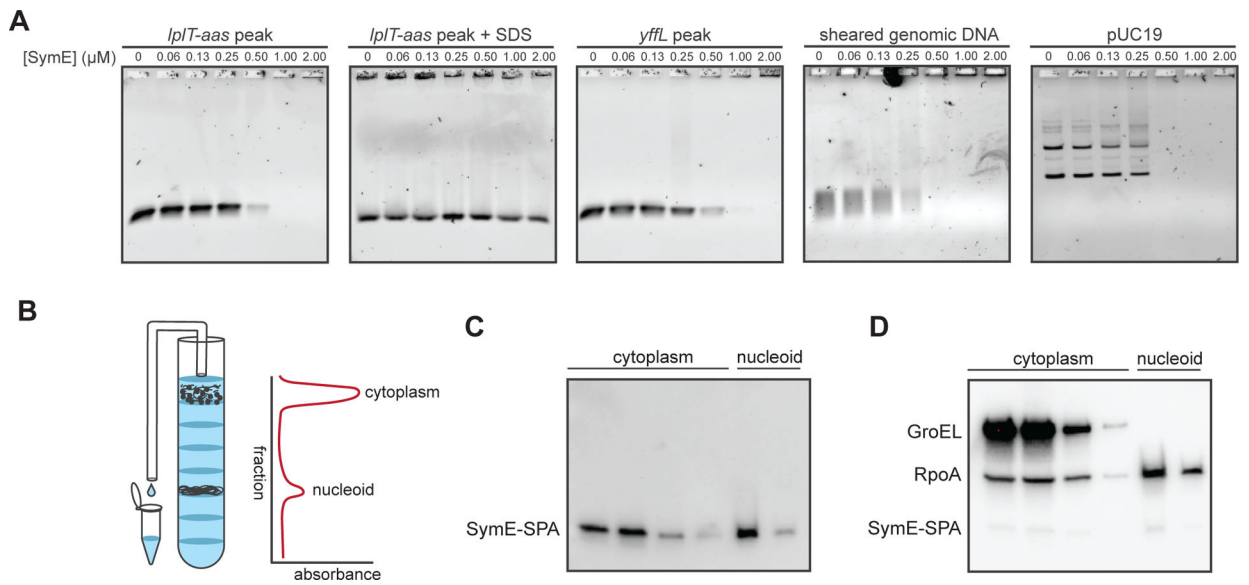 A
lplT-aas peak
lplT-aas peak + SDS
yffL peak
sheared genomic DNA
pUC19
[SymE] (µM)
0 0.06 0.13 0.25 0.50 1.00 2.00
0 0.06 0.13 0.25 0.50 1.00 2.00
0 0.06 0.13 0.25 0.50 1.00 2.00
0 0.06 0.13 0.25 0.50 1.00 2.00
0 0.06 0.13 0.25 0.50 1.00 2.00
B
cytoplasm
nucleoid
fraction
absorbance
C
cytoplasm nucleoid
SymE-SPA
D
cytoplasm nucleoid
GroEL
RpoA
SymE-SPA